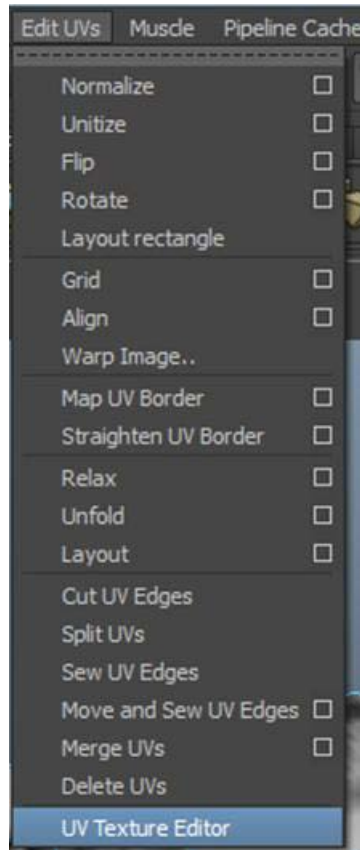 Edit UVs Muscle Pipeline Cache
Normalize
Unitize
Flip
Rotate
Layout rectangle
Grid
Align
Warp Image..
Map UV Border
Straighten UV Border
Relax
Unfold
Layout
Cut UV Edges
Split UVs
Sew UV Edges
Move and Sew UV Edges
Merge UVs
Delete UVs
UV Texture Editor